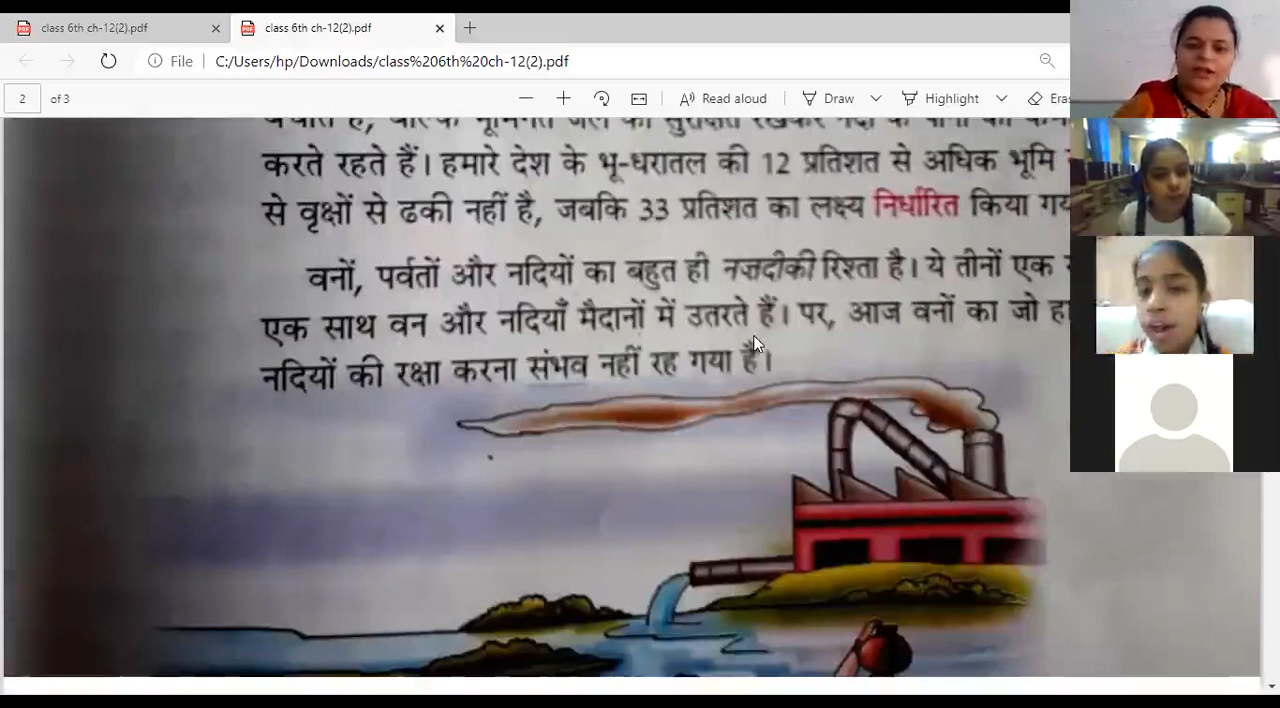 class 6th ch-12(2).pdf
class 6th ch-12(2).pdf
File C:/Users/hp/Downloads/class%206th%20ch-12(2).pdf
2 of 3 Read aloud Draw Highlight
करते रहते हैं। हमारे देश के भू-धरातल की 12 प्रतिशत से अधिक भूमि
से वृक्षों से ढकी नहीं है, जबकि 33 प्रतिशत का लक्ष्य निर्धारित किया
वनों, पर्वतों और नदियों का बहुत ही नज़दीकी रिश्ता है। ये तीनों एक
एक साथ वन और नदियाँ मैदानों में उतरते हैं। पर, आज वनों का जो
नदियों की रक्षा करना संभव नहीं रह गया है।